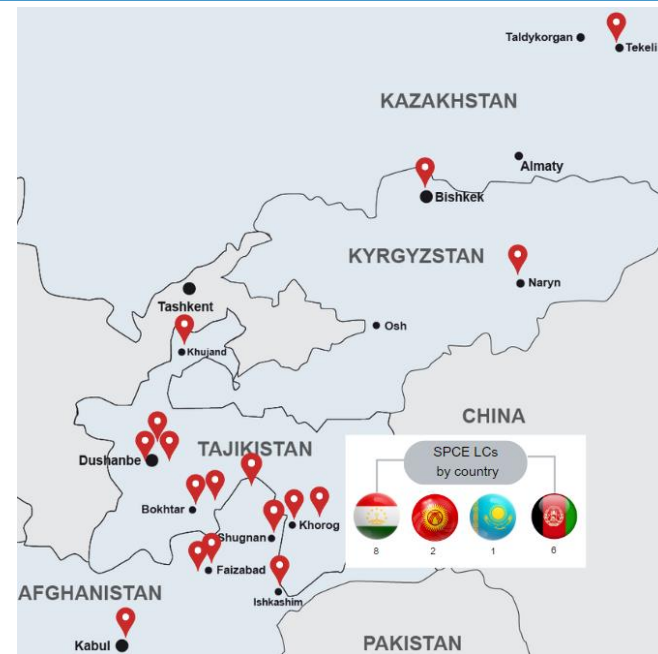 Taldykorgan
Tekeli
KAZAKHSTAN
Almaty
Bishkek
KYRGYZSTAN
Naryn
Tashkent
Osh
Khujand
CHINA
TAJIKISTAN
SPCE LCs
by country
Dushanbe
Bokhtar
Khorog
Shugnan
8 2 1 6
Faizabad
AFGHANISTAN
Ishkashim
Kabul
PAKISTAN